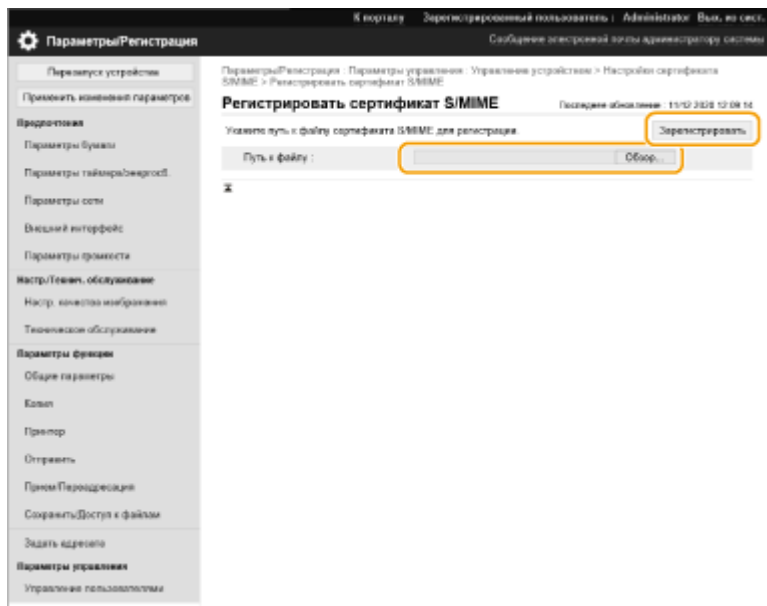 К порталу Зарегистрированный пользователь : Administrator Вых. из сист.
Параметры/Регистрация
Сообщение электронной почты администратору системы
Перезапуск устройства
Применить изменения параметров
Предпочтения
Параметры бумаги
Параметры таймера/энергосб.
Параметры сети
Внешний интерфейс
Параметры громкости
Настр./Технич. обслуживание
Настр. качества изображения
Техническое обслуживание
Параметры функции
Общие параметры
Копия
Принтер
Отправить
Прием/Переадресация
Сохранить/Доступ к файлам
Задать адресата
Параметры управления
Управление пользователями
Параметры/Регистрация : Параметры управления : Управление устройством > Настройки сертификата
S/MIME > Регистрировать сертификат S/MIME
Регистрировать сертификат S/MIME
Последнее обновление : 11/12 2020 12:09:14
Укажите путь к файлу сертификата S/MIME для регистрации.
Зарегистрировать
Путь к файлу :
Обзор...